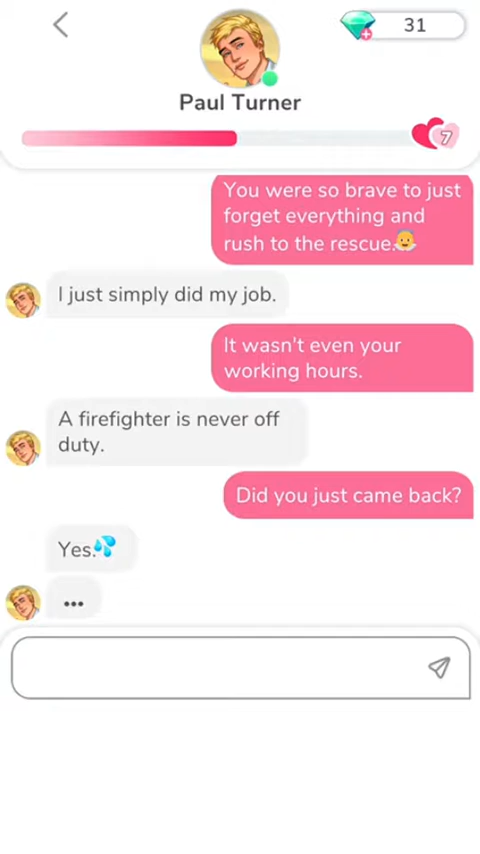 31
Paul Turner
7
You were so brave to just
forget everything and
rush to the rescue.
I just simply did my job.
It wasn't even your
working hours.
A firefighter is never off
duty.
Did you just came back?
Yes.💦
...